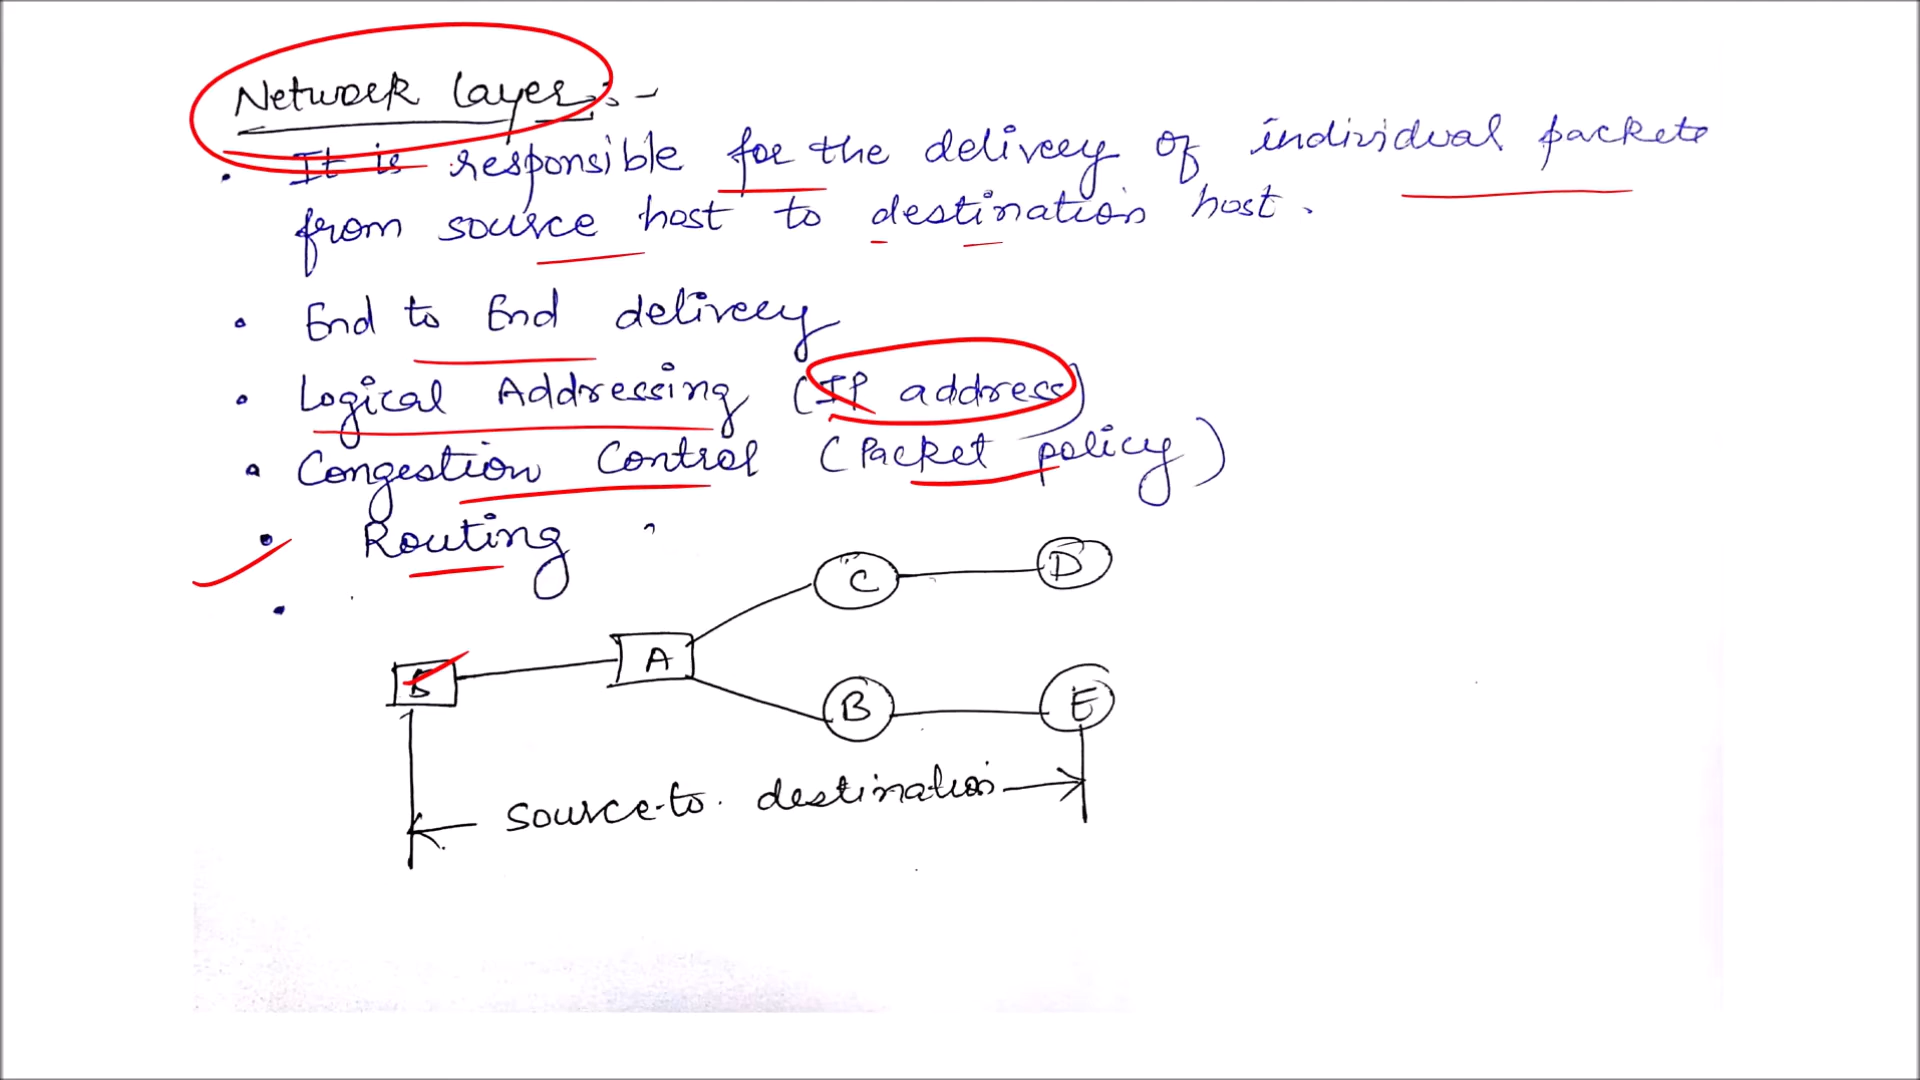 Network layer :-
• It is responsible for the delivery of individual packets
from source host to destination host.
• End to End delivery
• Logical Addressing (IP address)
• Congestion Control (Packet policy)
• Routing
C D
A
B E
source to destination